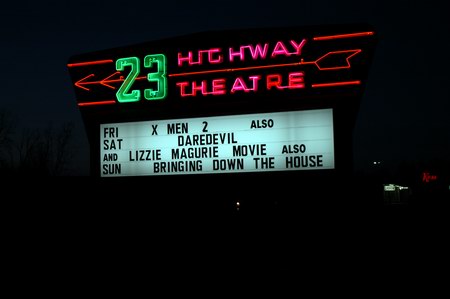 23 HIGHWAY
THEATRE
FRI X MEN 2 ALSO
SAT DAREDEVIL
AND LIZZIE MAGURIE MOVIE ALSO
SUN BRINGING DOWN THE HOUSE